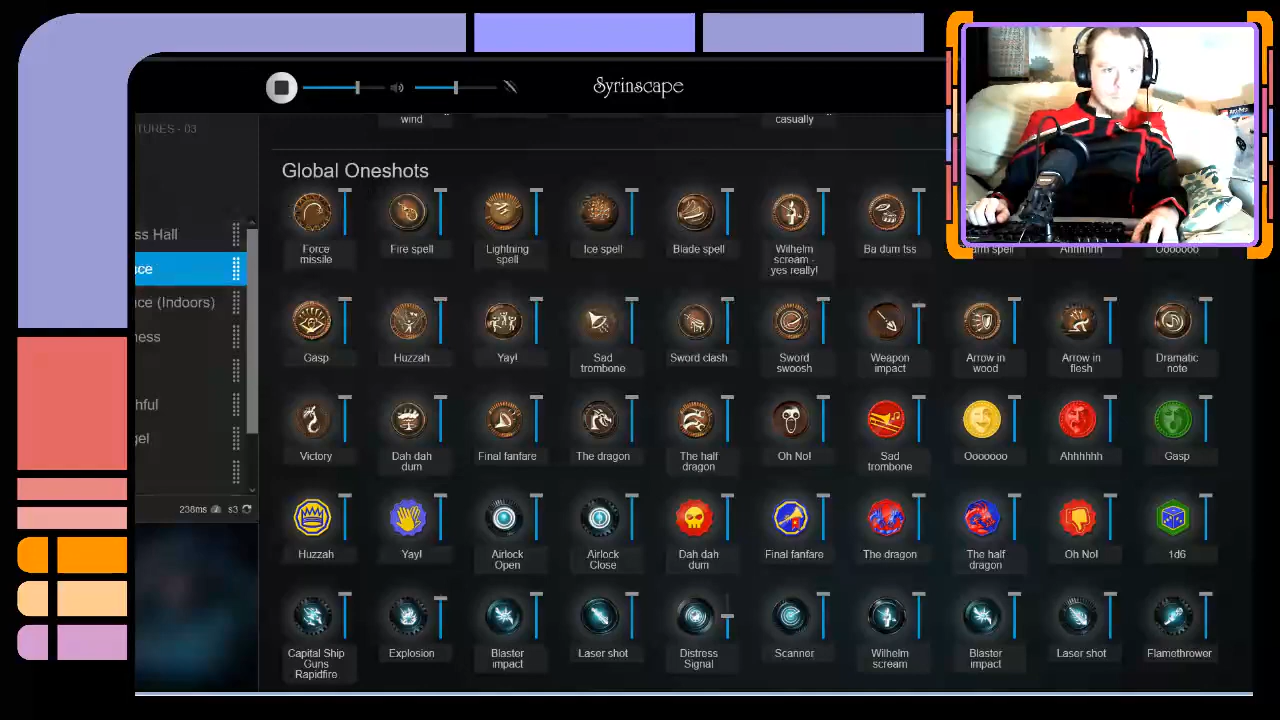 Syrinscape
TURES - 03
wind
casually
Global Oneshots
ss Hall
ce
nce (Indoors)
ness
hful
gel
238ms
s3
Force
missile
Fire spell
Lightning
spell
Ice spell
Blade spell
Wilhelm
scream -
yes really!
Ba dum tss
Gasp
Huzzah
Yay!
Sad
trombone
Sword clash
Sword
swoosh
Weapon
impact
Arrow in
wood
Arrow in
flesh
Dramatic
note
Victory
Dah dah
dum
Final fanfare
The dragon
The half
dragon
Oh No!
Sad
trombone
Ooooooo
Ahhhhhh
Gasp
Huzzah
Yay!
Airlock
Open
Airlock
Close
Dah dah
dum
Final fanfare
The dragon
The half
dragon
Oh No!
1d6
Capital Ship
Guns
Rapidfire
Explosion
Blaster
impact
Laser shot
Distress
Signal
Scanner
Wilhelm
scream
Blaster
impact
Laser shot
Flamethrower